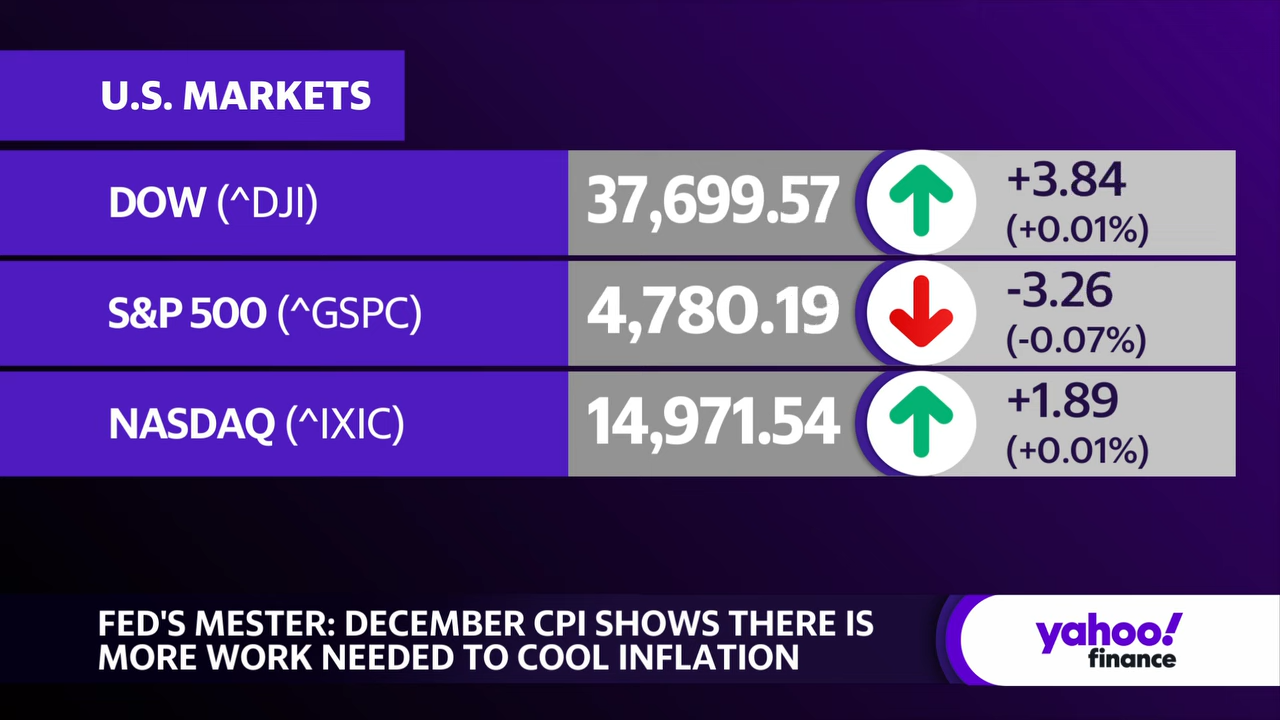 U.S. MARKETS
DOW (^DJI) 37,699.57 +3.84
(+0.01%)
S&P 500 (^GSPC) 4,780.19 -3.26
(-0.07%)
NASDAQ (^IXIC) 14,971.54 +1.89
(+0.01%)
FED'S MESTER: DECEMBER CPI SHOWS THERE IS
MORE WORK NEEDED TO COOL INFLATION
yahoo!
finance